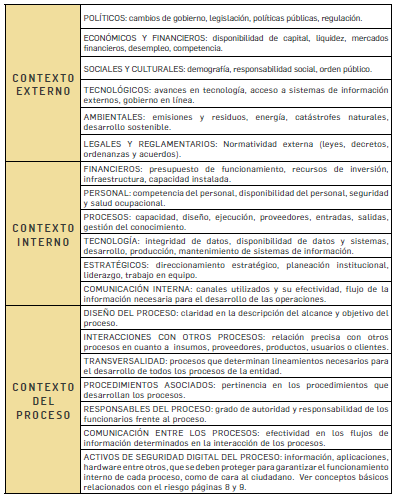 CONTEXTO
EXTERNO
POLÍTICOS: cambios de gobierno, legislación, políticas públicas, regulación.
ECONÓMICOS Y FINANCIEROS: disponibilidad de capital, liquidez, mercados
financieros, desempleo, competencia.
SOCIALES Y CULTURALES: demografía, responsabilidad social, orden público.
TECNOLÓGICOS: avances en tecnología, acceso a sistemas de información
externos, gobierno en línea.
AMBIENTALES: emisiones y residuos, energía, catástrofes naturales,
desarrollo sostenible.
LEGALES Y REGLAMENTARIOS: Normatividad externa (leyes, decretos,
ordenanzas y acuerdos).
CONTEXTO
INTERNO
FINANCIEROS: presupuesto de funcionamiento, recursos de inversión,
infraestructura, capacidad instalada.
PERSONAL: competencia del personal, disponibilidad del personal, seguridad
y salud ocupacional.
PROCESOS: capacidad, diseño, ejecución, proveedores, entradas, salidas,
gestión del conocimiento.
TECNOLOGÍA: integridad de datos, disponibilidad de datos y sistemas,
desarrollo, producción, mantenimiento de sistemas de información.
ESTRATÉGICOS: direccionamiento estratégico, planeación institucional,
liderazgo, trabajo en equipo.
COMUNICACIÓN INTERNA: canales utilizados y su efectividad, flujo de la
información necesaria para el desarrollo de las operaciones.
CONTEXTO
DEL
PROCESO
DISEÑO DEL PROCESO: claridad en la descripción del alcance y objetivo del
proceso.
INTERACCIONES CON OTROS PROCESOS: relación precisa con otros
procesos en cuanto a insumos, proveedores, productos, usuarios o clientes.
TRANSVERSALIDAD: procesos que determinan lineamientos necesarios para
el desarrollo de todos los procesos de la entidad.
PROCEDIMIENTOS ASOCIADOS: pertinencia en los procedimientos que
desarrollan los procesos.
RESPONSABLES DEL PROCESO: grado de autoridad y responsabilidad de los
funcionarios frente al proceso.
COMUNICACIÓN ENTRE LOS PROCESOS: efectividad en los flujos de
información determinados en la interacción de los procesos.
ACTIVOS DE SEGURIDAD DIGITAL DEL PROCESO: información, aplicaciones,
hardware entre otros, que se deben proteger para garantizar el funcionamiento
interno de cada proceso, como de cara al ciudadano. Ver conceptos básicos
relacionados con el riesgo páginas 8 y 9.